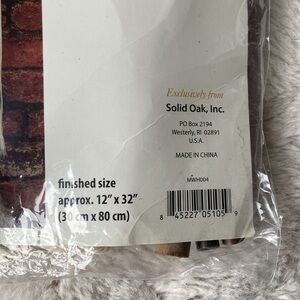 Exclusively from
Solid Oak, Inc.
PO Box 2194
Westerly, RI 02891
U.S.A.
MADE IN CHINA
finished size
approx. 12" x 32"
(30 cm x 80 cm)
MWH004
8 45227 05105 9